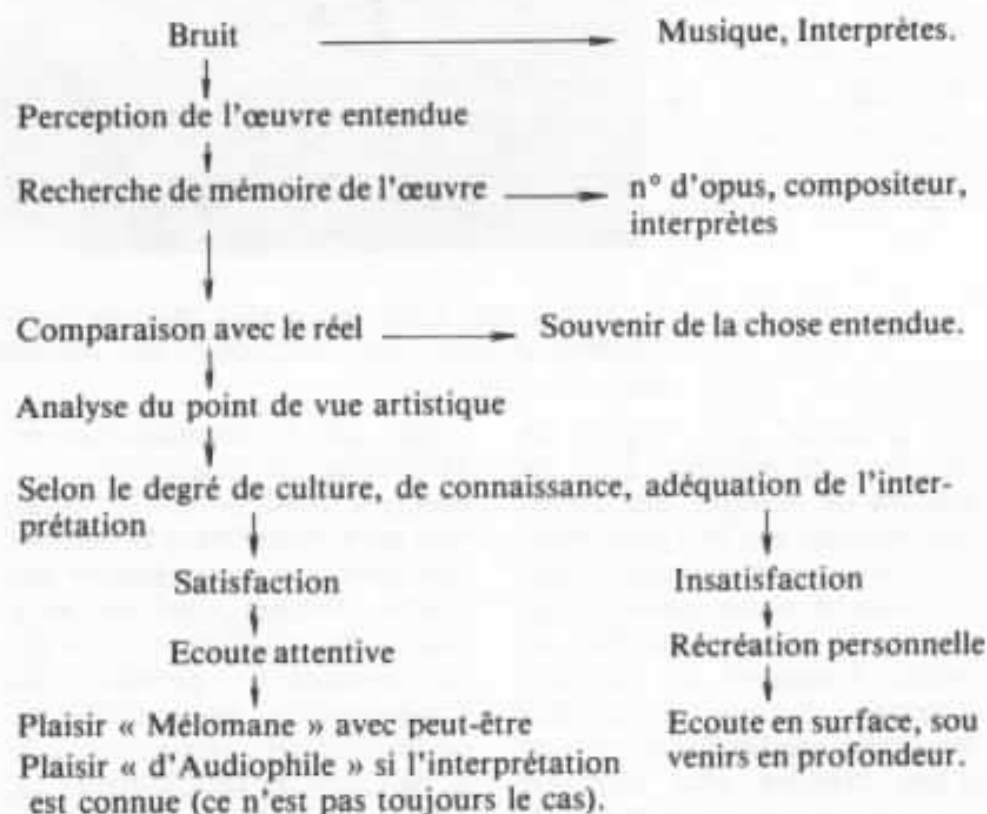 Bruit Musique, Interprètes.
Perception de l'œuvre entendue
Recherche de mémoire de l'œuvre n° d'opus, compositeur,
interprètes
Comparaison avec le réel Souvenir de la chose entendue.
Analyse du point de vue artistique
Selon le degré de culture, de connaissance, adéquation de l'inter-
prétation
Satisfaction Insatisfaction
Ecoute attentive Récréation personnelle
Plaisir « Mélomane » avec peut-être Ecoute en surface, sou
Plaisir « d'Audiophile » si l'interprétation venirs en profondeur.
est connue (ce n'est pas toujours le cas).